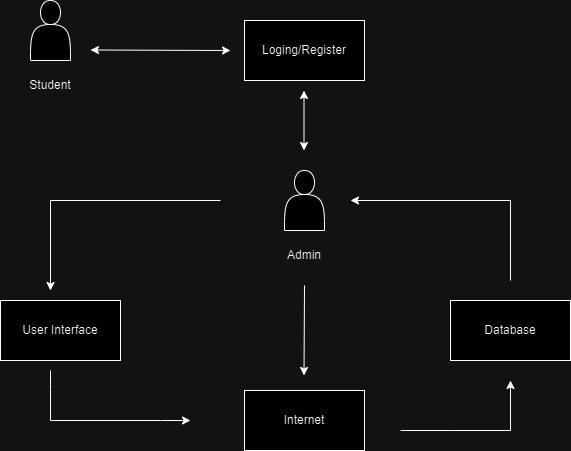 Loging/Register
Student
Admin
User Interface
Database
Internet